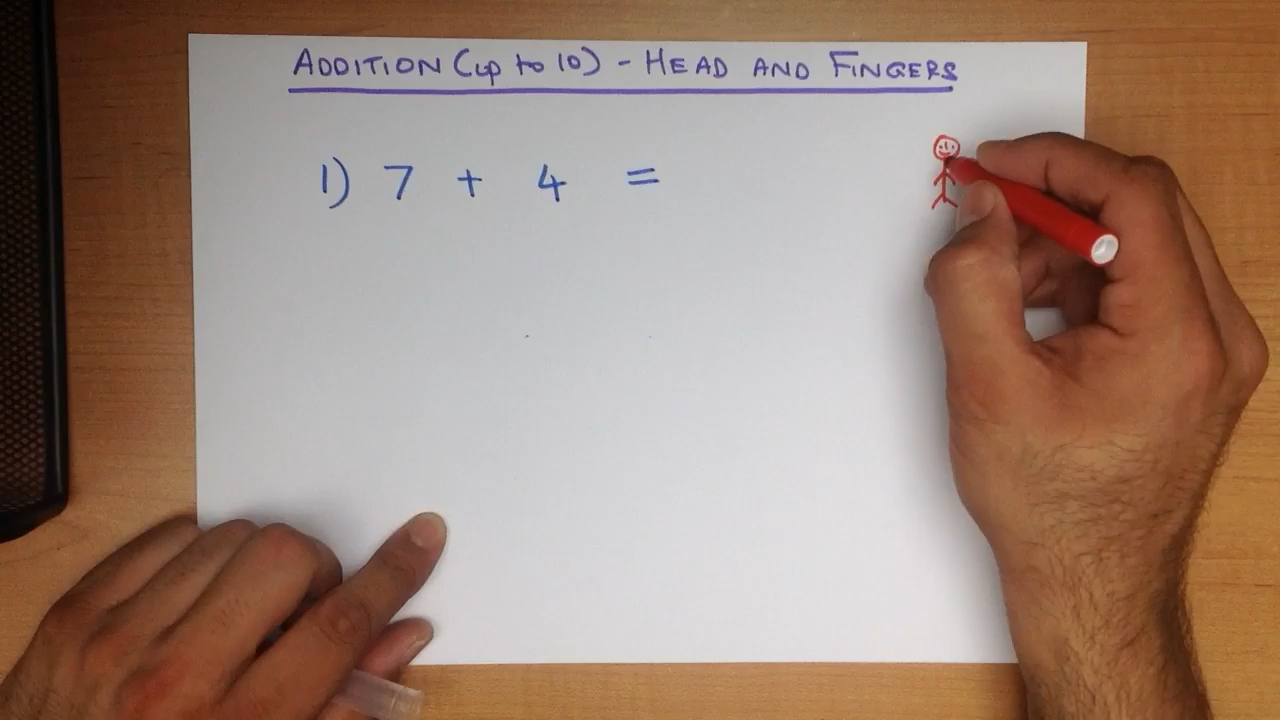 ADDITION (up to 10) - HEAD AND FINGERS
1) 7 + 4 =